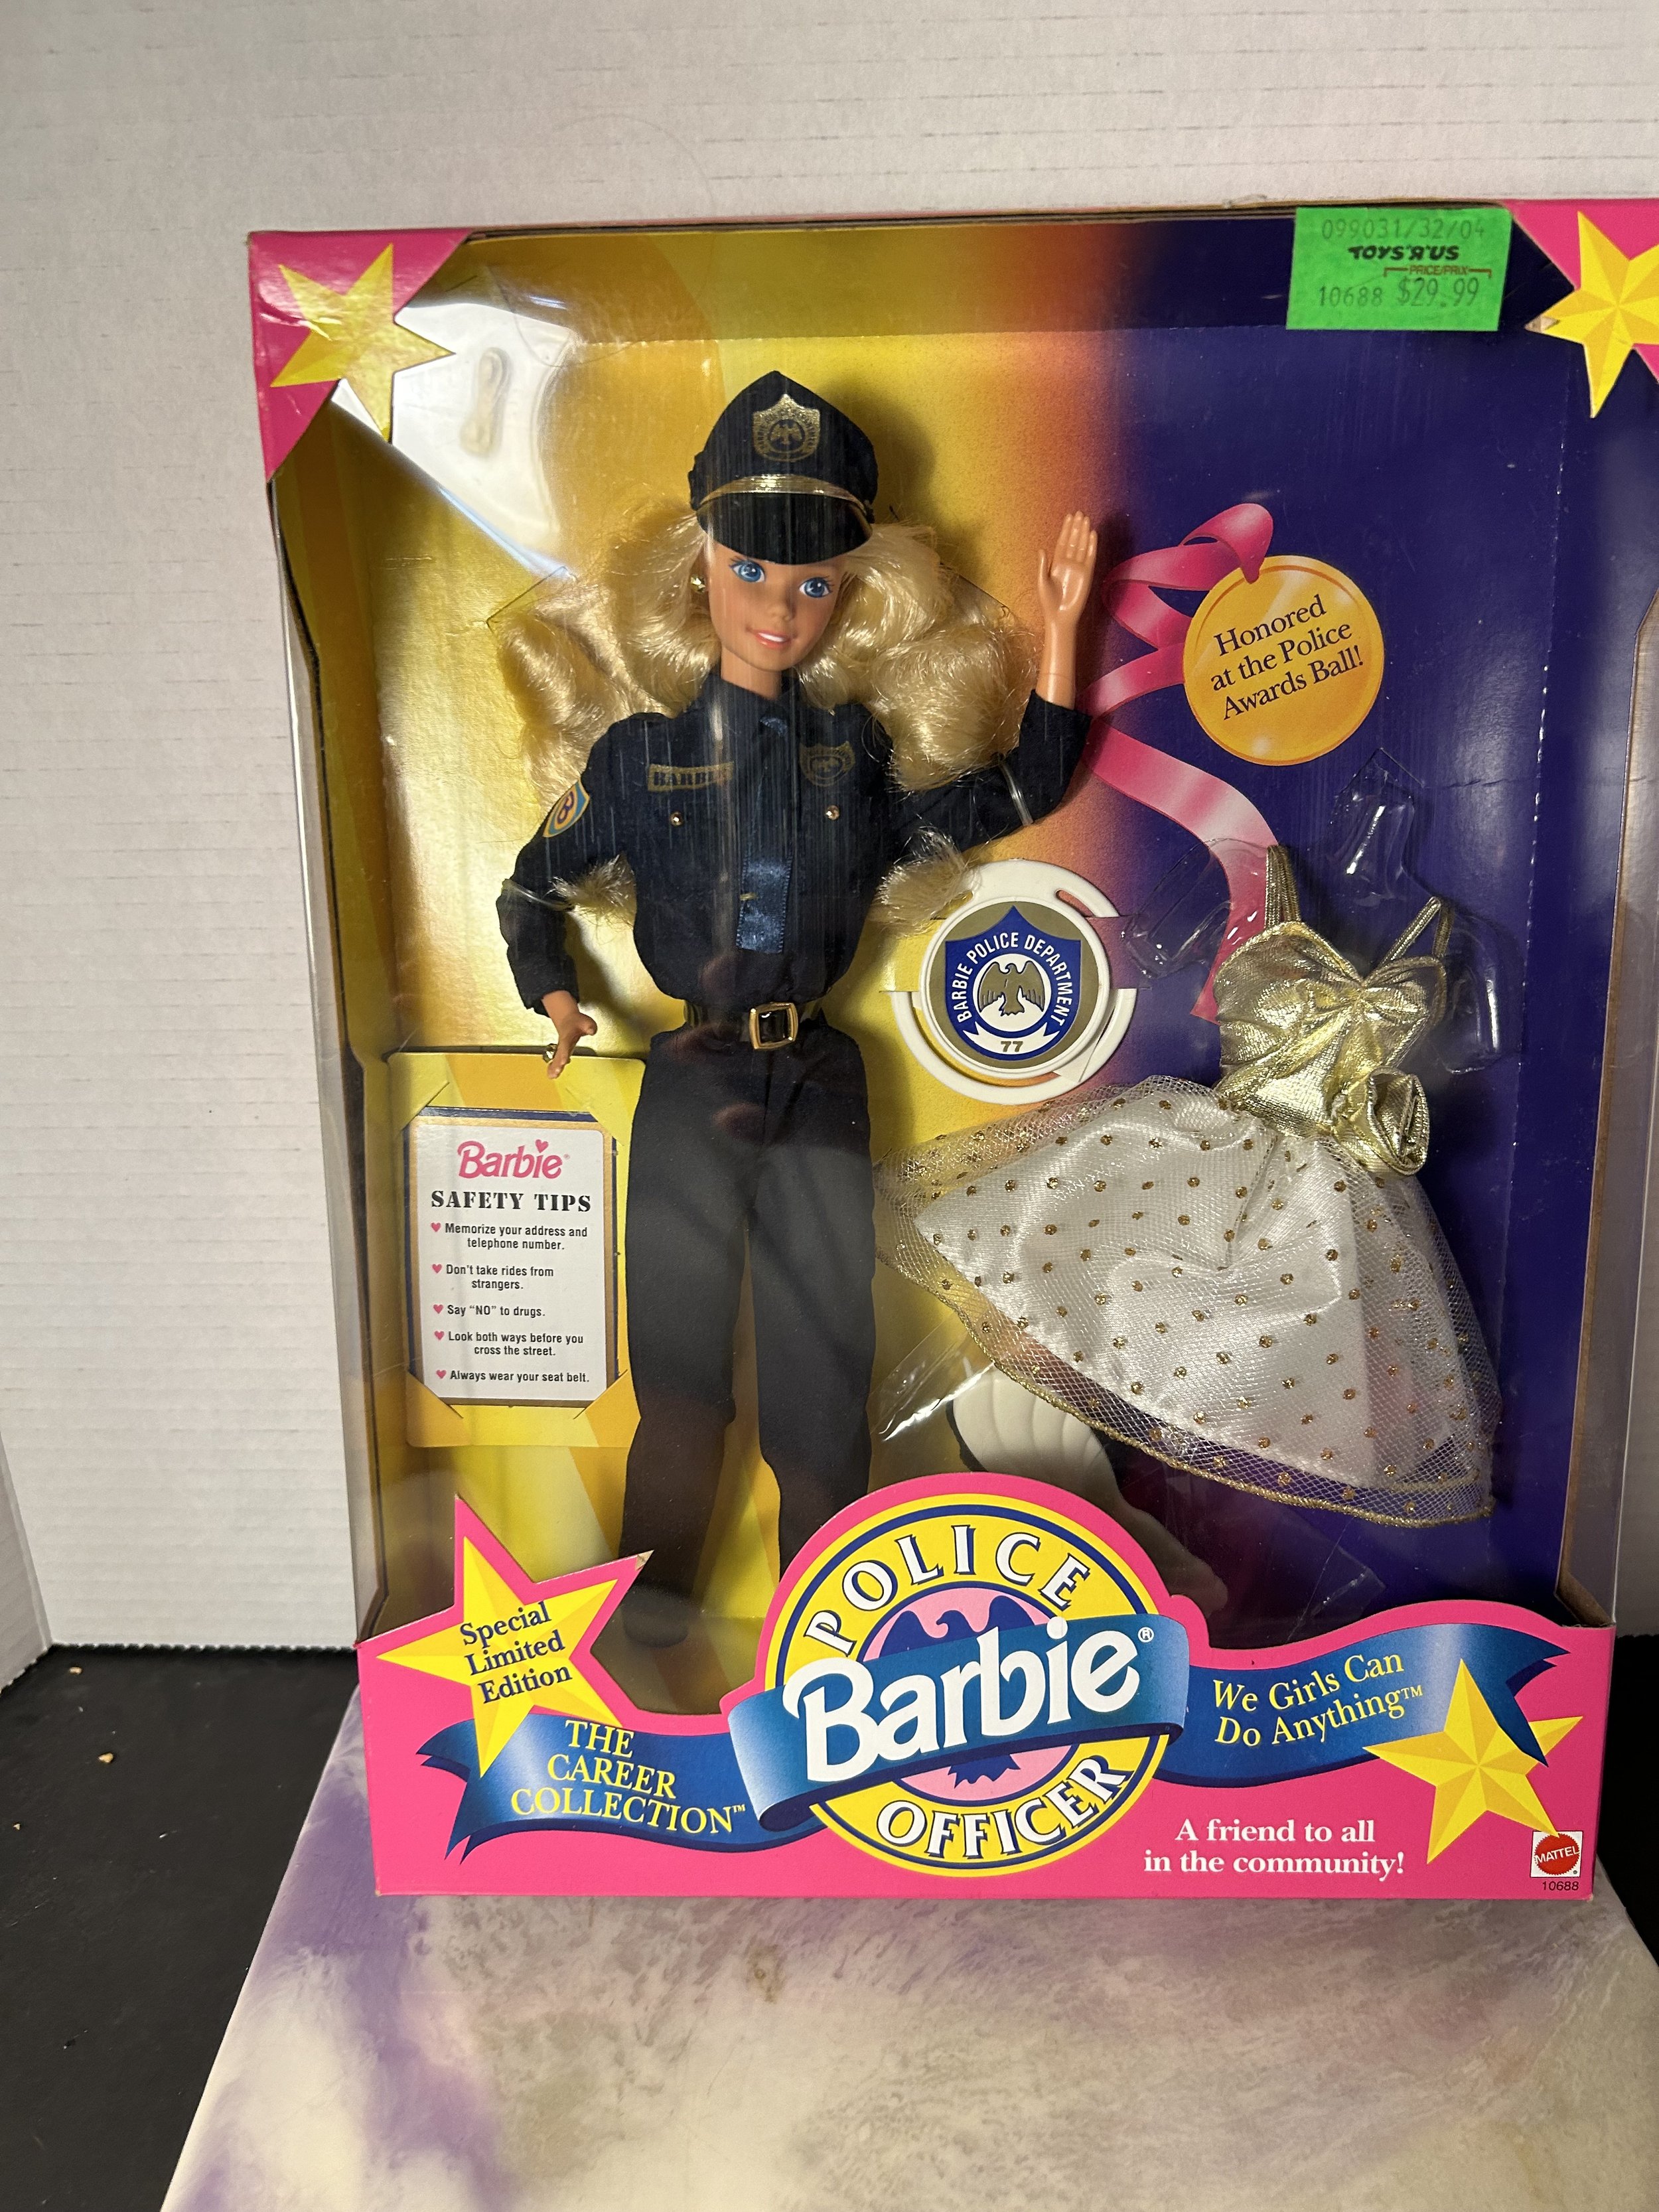 099031/32/04
TOYS"R"US
PRICE/PRIX
10688 $29.99
Honored
at the Police
Awards Ball!
BARBIE
B
BARBIE POLICE DEPARTMENT
77
Barbie®
SAFETY TIPS
♥ Memorize your address and
telephone number.
♥ Don't take rides from
strangers.
♥ Say "NO" to drugs.
♥ Look both ways before you
cross the street.
♥ Always wear your seat belt.
Special
Limited
Edition
THE
CAREER
COLLECTION™
POLICE
Barbie®
OFFICER
We Girls Can
Do Anything™
A friend to all
in the community!
MATTEL
10688